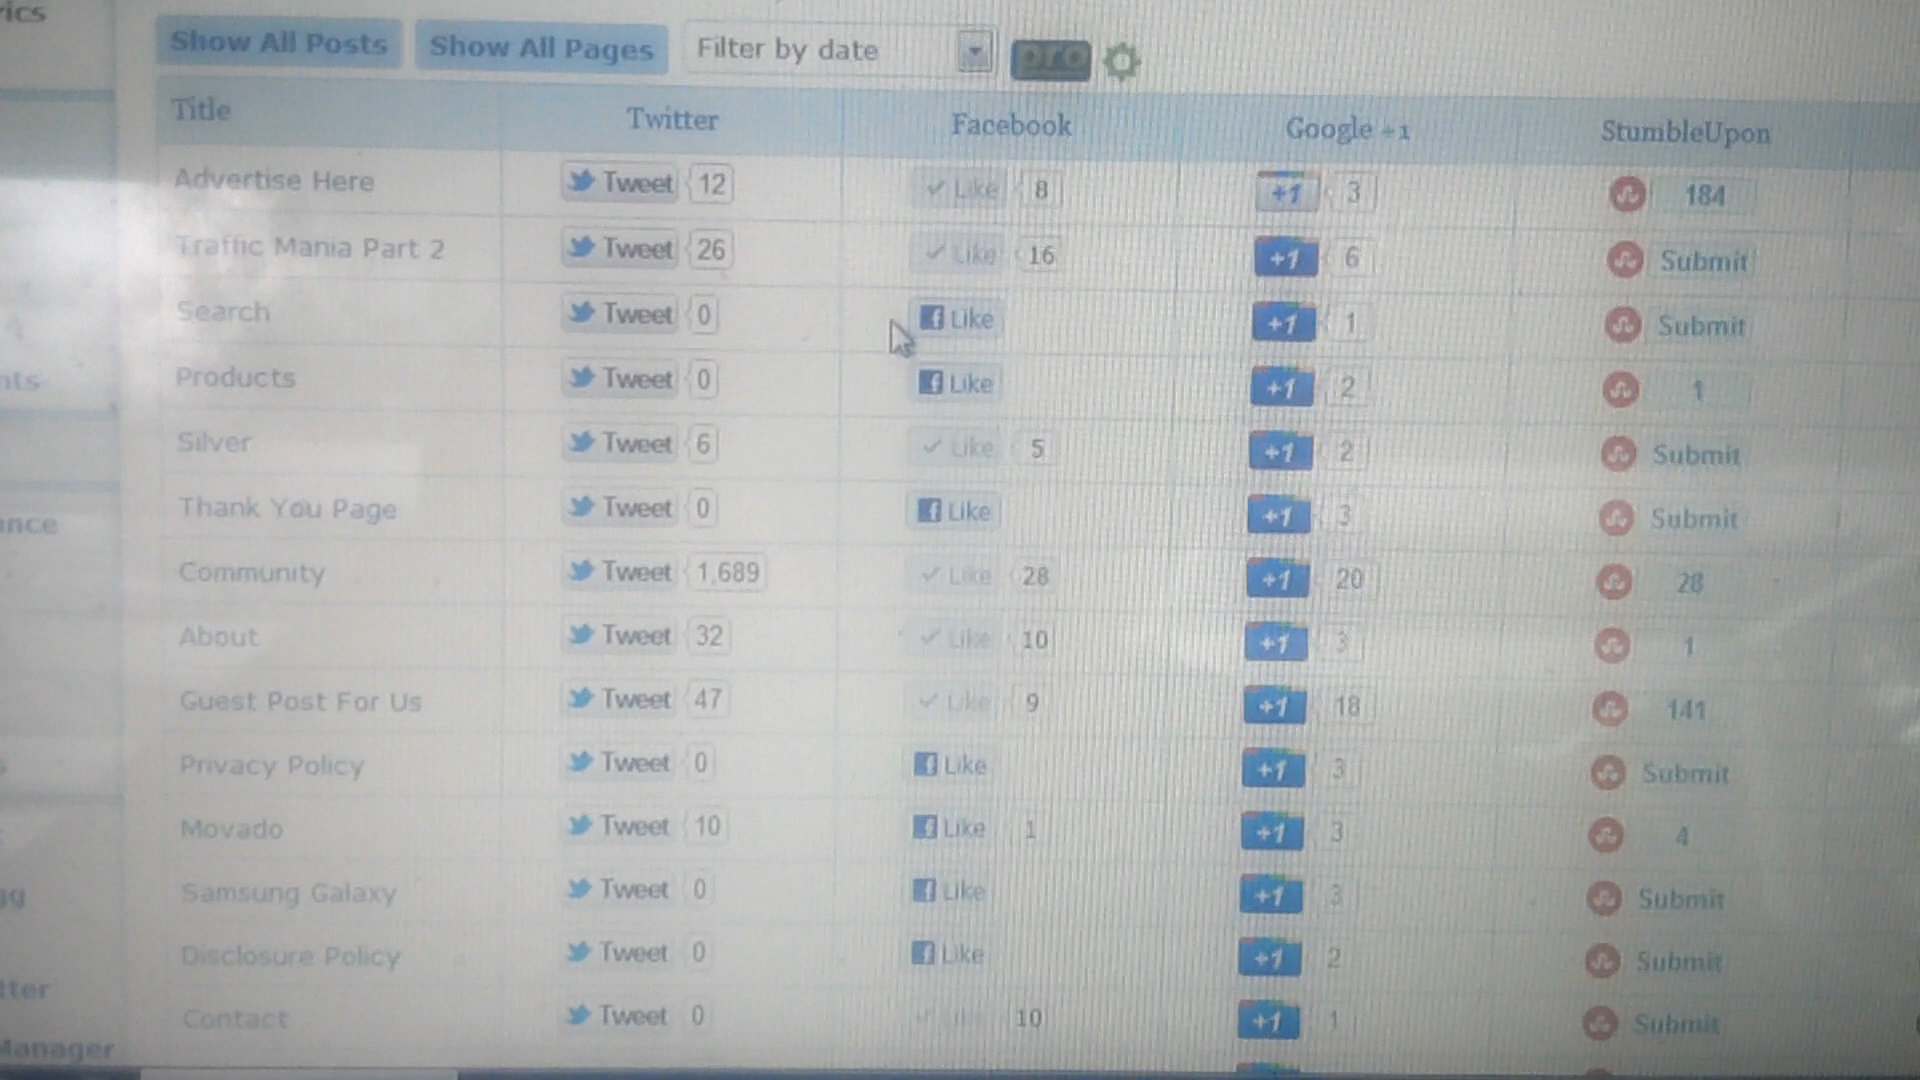 rics
Show All Posts Show All Pages Filter by date pro
Title Twitter Facebook Google +1 StumbleUpon
Advertise Here Tweet 12 Like 8 +1 3 184
Traffic Mania Part 2 Tweet 26 Like 16 +1 6 Submit
Search Tweet 0 Like +1 1 Submit
nts Products Tweet 0 Like +1 2 1
Silver Tweet 6 Like 5 +1 2 Submit
ance Thank You Page Tweet 0 Like +1 3 Submit
Community Tweet 1,689 Like 28 +1 20 28
About Tweet 32 Like 10 +1 3 1
Guest Post For Us Tweet 47 Like 9 +1 18 141
Privacy Policy Tweet 0 Like +1 3 Submit
Movado Tweet 10 Like 1 +1 3 4
Samsung Galaxy Tweet 0 Like +1 3 Submit
Disclosure Policy Tweet 0 Like +1 2 Submit
tter
Contact Tweet 0 Like 10 +1 1 Submit
Manager